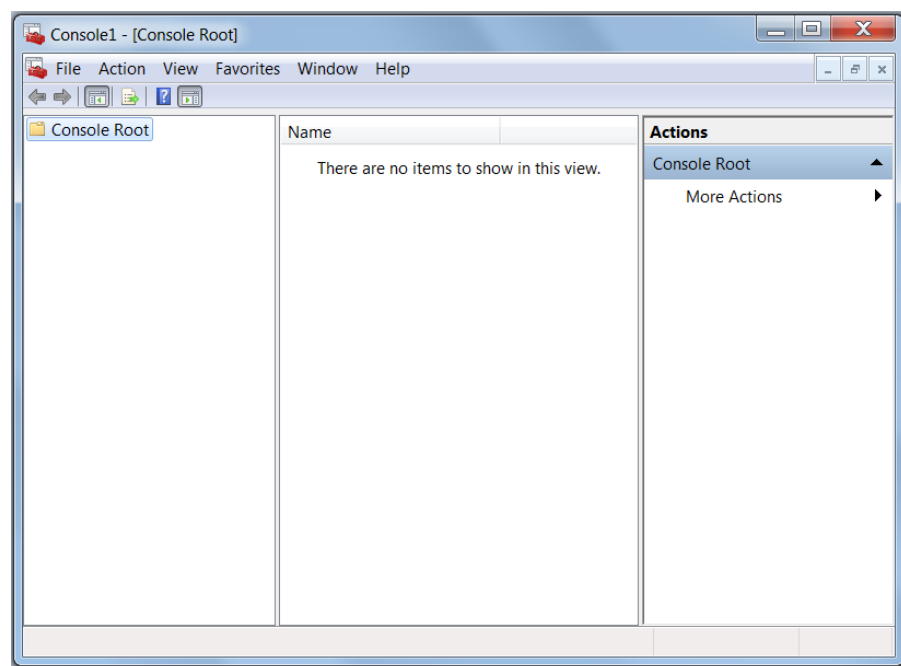 Console1 - [Console Root]
File Action View Favorites Window Help
Console Root
Name
There are no items to show in this view.
Actions
Console Root
More Actions